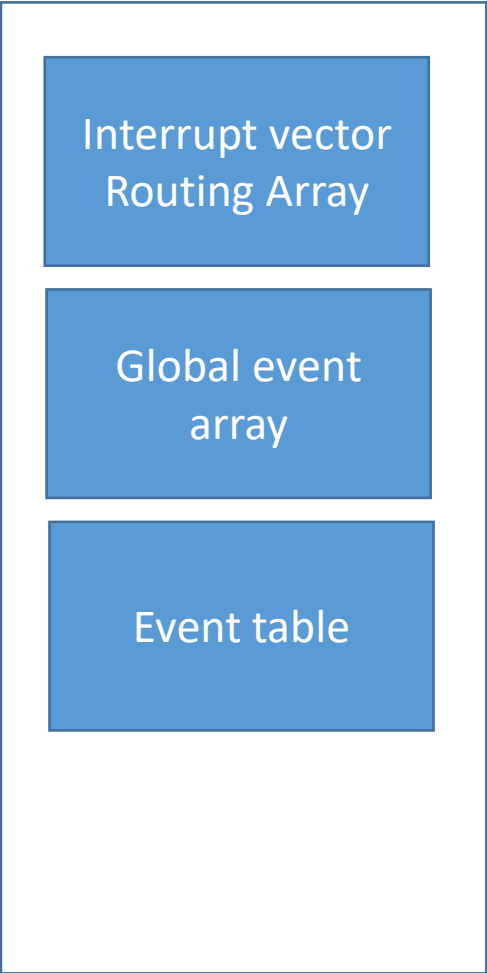 Interrupt vector
Routing Array
Global event
array
Event table